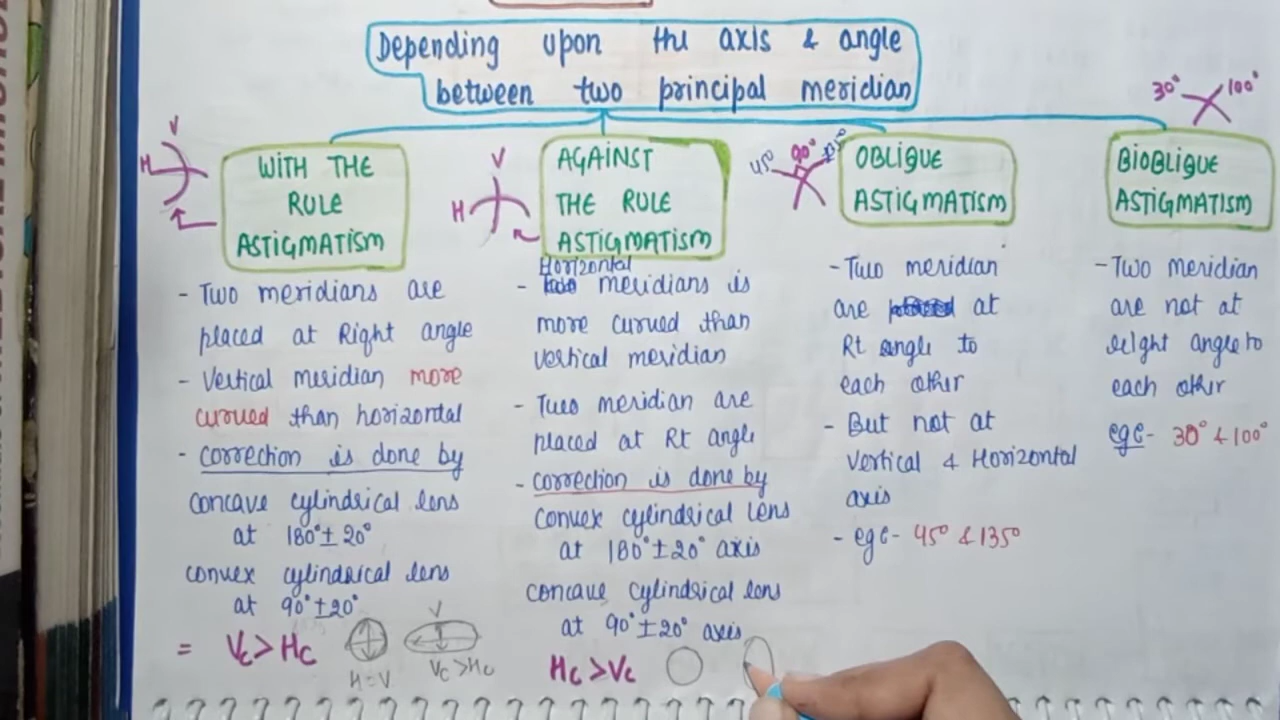 Depending upon the axis & angle
between two principal meridian
30° 100°
V
H
WITH THE
RULE
ASTIGMATISM
- Two meridians are
placed at Right angle
- Vertical meridian more
curved than horizontal
- correction is done by
concave cylindrical lens
at 180°±20°
convex cylindrical lens
at 90°±20°
= Vc>Hc
H=V
V
Vc>Hc
V
H
AGAINST
THE RULE
ASTIGMATISM
Horizontal
- meridians is
more curved than
vertical meridian
- Two meridian are
placed at Rt angle
- correction is done by
convex cylindrical lens
at 180°±20° axis
concave cylindrical lens
at 90°±20° axis
Hc>Vc
45° 90° 135°
OBLIQUE
ASTIGMATISM
- Two meridian
are at
Rt angle to
each other
- But not at
Vertical & Horizontal
axis
- eg:- 45° & 135°
BIOBLIQUE
ASTIGMATISM
- Two meridian
are not at
right angle to
each other
eg:- 30° & 100°